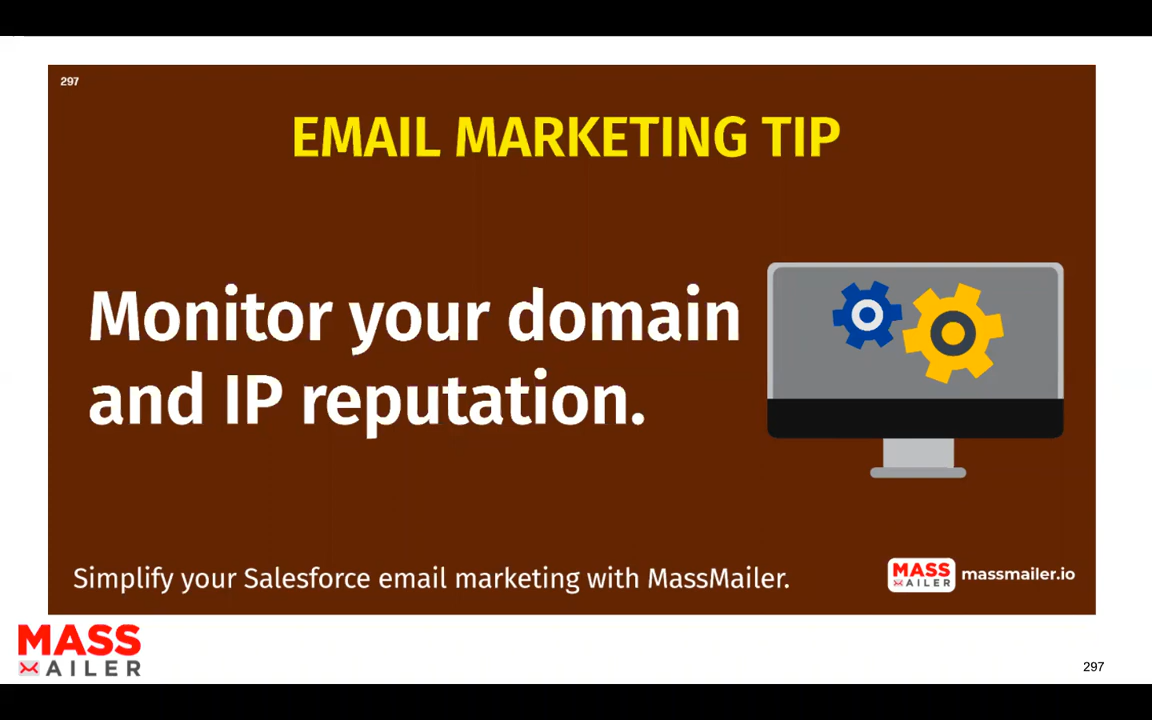 297
EMAIL MARKETING TIP
Monitor your domain
and IP reputation.
Simplify your Salesforce email marketing with MassMailer.
MASS
AILER
massmailer.io
MASS
AILER
297